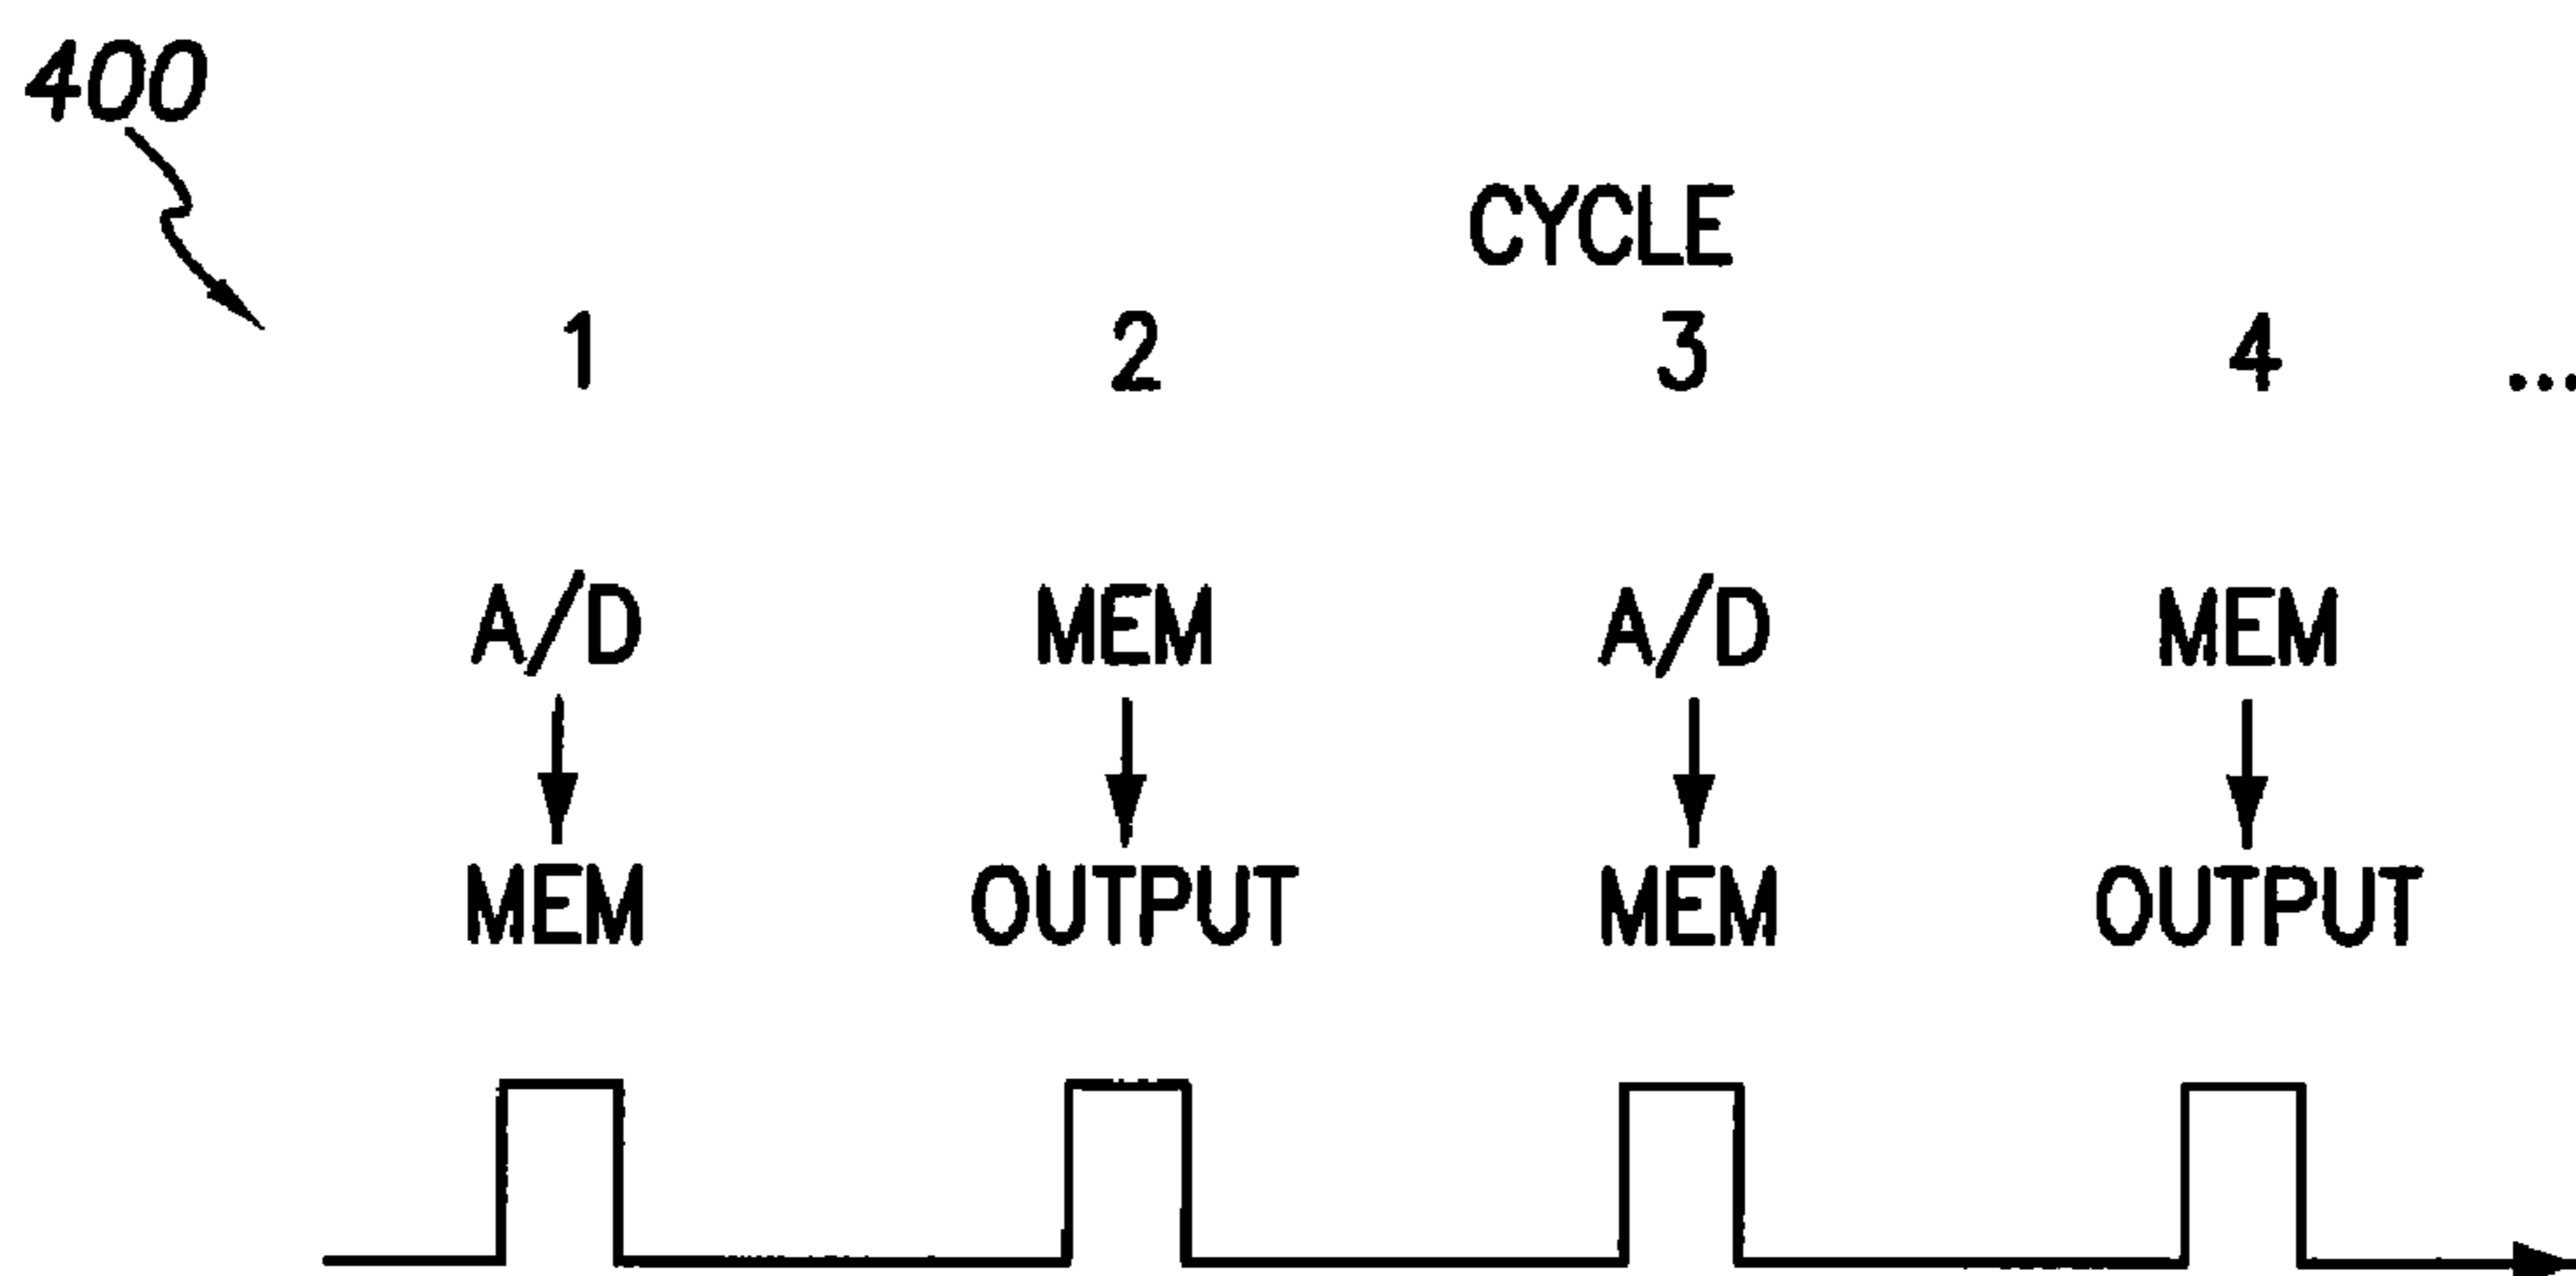 400
CYCLE
1 2 3 4 ...
A/D MEM A/D MEM
MEM OUTPUT MEM OUTPUT